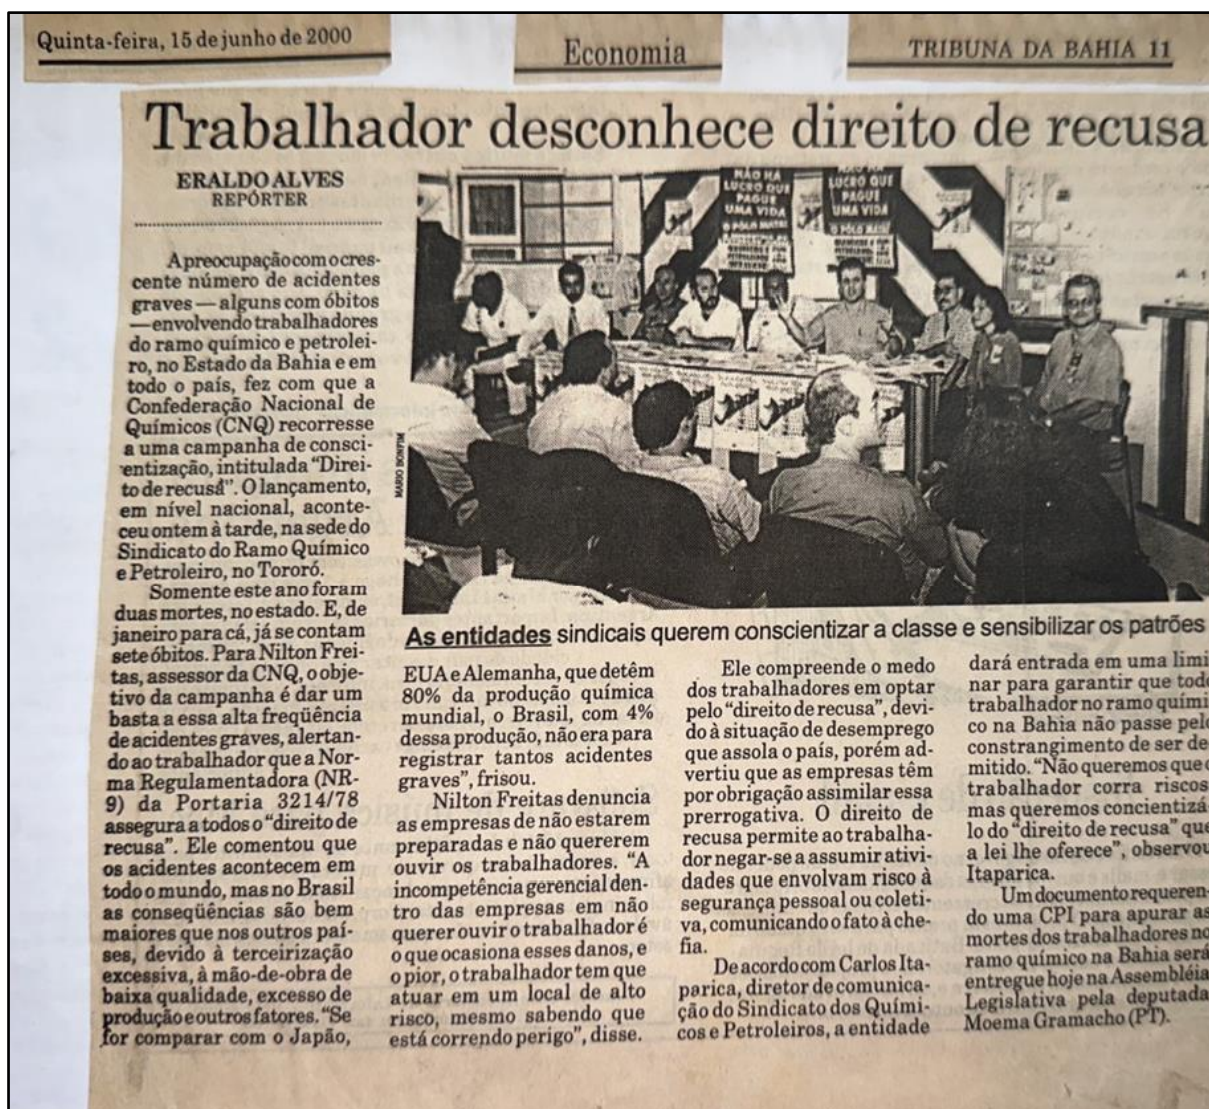 Quinta-feira, 15 de junho de 2000
Economia
TRIBUNA DA BAHIA 11
Trabalhador desconhece direito de recusa
ERALDO ALVES
REPÓRTER
A preocupação com o cres-
cente número de acidentes
graves — alguns com óbitos
— envolvendo trabalhadores
do ramo químico e petrolei-
ro, no Estado da Bahia e em
todo o país, fez com que a
Confederação Nacional de
Químicos (CNQ) recorresse
a uma campanha de consci-
entização, intitulada "Direi-
to de recusa". O lançamento,
em nível nacional, aconte-
ceu ontem à tarde, na sede do
Sindicato do Ramo Químico
e Petroleiro, no Tororó.
Somente este ano foram
duas mortes, no estado. E, de
janeiro para cá, já se contam
sete óbitos. Para Nilton Frei-
tas, assessor da CNQ, o obje-
tivo da campanha é dar um
basta a essa alta freqüência
de acidentes graves, alertan-
do ao trabalhador que a Nor-
ma Regulamentadora (NR-
9) da Portaria 3214/78
assegura a todos o "direito de
recusa". Ele comentou que
os acidentes acontecem em
todo o mundo, mas no Brasil
as conseqüências são bem
maiores que nos outros paí-
ses, devido à terceirização
excessiva, à mão-de-obra de
baixa qualidade, excesso de
produção e outros fatores. "Se
for comparar com o Japão,
NÃO HÁ
LUCRO QUE
PAGUE
UMA VIDA
O PÓLO MATA!
NÃO HÁ
LUCRO QUE
PAGUE
UMA VIDA
O PÓLO MATA!
MARIO BONFIM
As entidades sindicais querem conscientizar a classe e sensibilizar os patrões
EUA e Alemanha, que detêm
80% da produção química
mundial, o Brasil, com 4%
dessa produção, não era para
registrar tantos acidentes
graves", frisou.
Nilton Freitas denuncia
as empresas de não estarem
preparadas e não quererem
ouvir os trabalhadores. "A
incompetência gerencial den-
tro das empresas em não
querer ouvir o trabalhador é
o que ocasiona esses danos, e
o pior, o trabalhador tem que
atuar em um local de alto
risco, mesmo sabendo que
está correndo perigo", disse.
Ele compreende o medo
dos trabalhadores em optar
pelo "direito de recusa", devi-
do à situação de desemprego
que assola o país, porém ad-
vertiu que as empresas têm
por obrigação assimilar essa
prerrogativa. O direito de
recusa permite ao trabalha-
dor negar-se a assumir ativi-
dades que envolvam risco à
segurança pessoal ou coleti-
va, comunicando o fato à che-
fia.
De acordo com Carlos Ita-
parica, diretor de comunica-
ção do Sindicato dos Quími-
cos e Petroleiros, a entidade
dará entrada em uma limi
nar para garantir que todo
trabalhador no ramo quími
co na Bahia não passe pelo
constrangimento de ser de
mitido. "Não queremos que o
trabalhador corra riscos,
mas queremos concientizá-
lo do "direito de recusa" que
a lei lhe oferece", observou
Itaparica.
Um documento requeren-
do uma CPI para apurar as
mortes dos trabalhadores no
ramo químico na Bahia será
entregue hoje na Assembléia
Legislativa pela deputada
Moema Gramacho (PT).